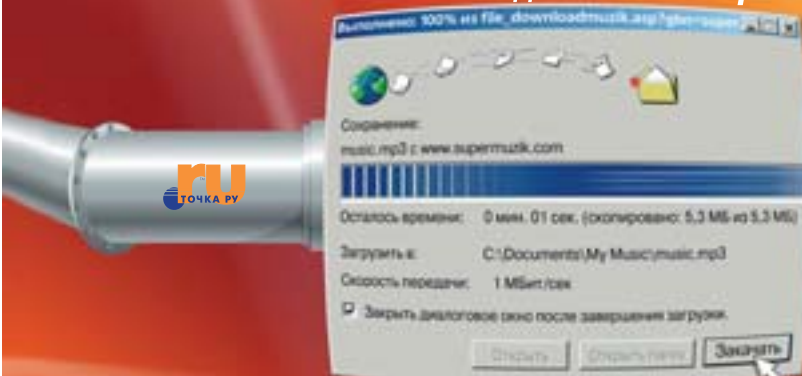 Выполнено: 100% из file_downloadmuzik.asp?gbn=super
Сохранение:
music.mp3 с www.supermuzik.com
Осталось времени: 0 мин. 01 сек. (скопировано: 5,3 МБ из 5,3 МБ)
Загрузить в: C:\Documents\My Music\music.mp3
Скорость передачи: 1 МБит/сек
Закрыть диалоговое окно после завершения загрузки.
Открыть Открыть папку Закачать
.ru
ТОЧКА РУ